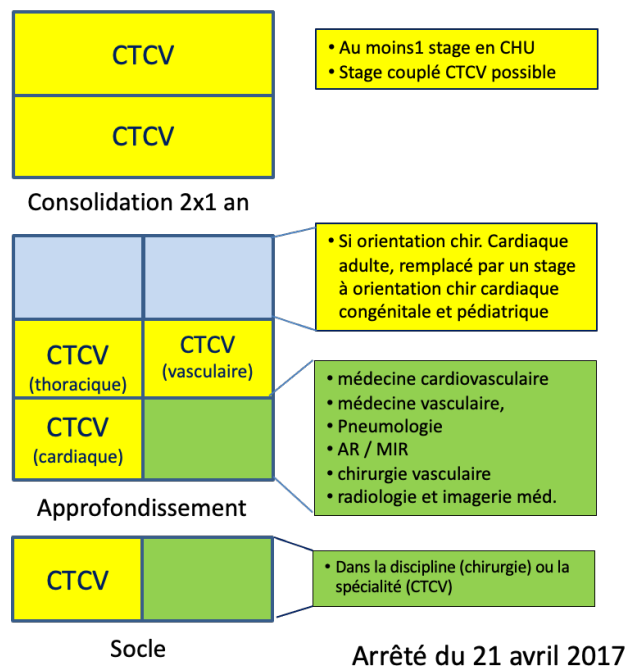 CTCV
• Au moins1 stage en CHU
• Stage couplé CTCV possible
CTCV
Consolidation 2x1 an
• Si orientation chir. Cardiaque
adulte, remplacé par un stage
à orientation chir cardiaque
congénitale et pédiatrique
CTCV
(thoracique)
CTCV
(vasculaire)
CTCV
(cardiaque)
• médecine cardiovasculaire
• médecine vasculaire,
• Pneumologie
• AR / MIR
• chirurgie vasculaire
• radiologie et imagerie méd.
Approfondissement
CTCV
• Dans la discipline (chirurgie) ou la
spécialité (CTCV)
Socle
Arrêté du 21 avril 2017